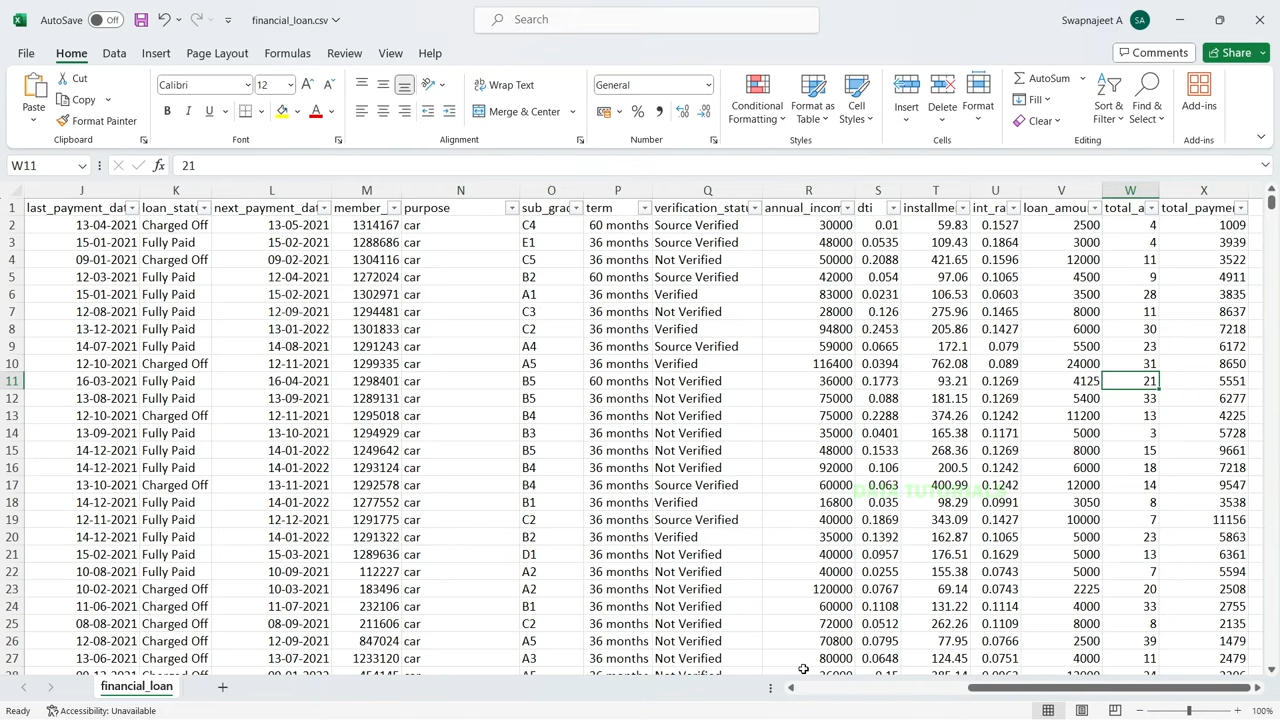 AutoSave Off financial_loan.csv Search Swapnajeet A SA
File Home Data Insert Page Layout Formulas Review View Help Comments Share
Paste Cut Copy Format Painter Clipboard
Calibri 12 B I U A Font
Wrap Text Merge & Center Alignment
General % Number
Conditional Formatting Format as Table Cell Styles Styles
Insert Delete Format Cells
AutoSum Fill Clear Sort & Filter Find & Select Editing
Add-ins Add-ins
W11 fx 21
J K L M N O P Q R S T U V W X
1 last_payment_dat loan_statu next_payment_dat member_ purpose sub_grad term verification_statu annual_incom dti installme int_ra loan_amou total_a total_paymer
2 13-04-2021 Charged Off 13-05-2021 1314167 car C4 60 months Source Verified 30000 0.01 59.83 0.1527 2500 4 1009
3 15-01-2021 Fully Paid 15-02-2021 1288686 car E1 36 months Source Verified 48000 0.0535 109.43 0.1864 3000 4 3939
4 09-01-2021 Charged Off 09-02-2021 1304116 car C5 36 months Not Verified 50000 0.2088 421.65 0.1596 12000 11 3522
5 12-03-2021 Fully Paid 12-04-2021 1272024 car B2 60 months Source Verified 42000 0.054 97.06 0.1065 4500 9 4911
6 15-01-2021 Fully Paid 15-02-2021 1302971 car A1 36 months Verified 83000 0.0231 106.53 0.0603 3500 28 3835
7 12-08-2021 Fully Paid 12-09-2021 1294481 car C3 36 months Not Verified 28000 0.126 275.96 0.1465 8000 11 8637
8 13-12-2021 Fully Paid 13-01-2022 1301833 car C2 36 months Verified 94800 0.2453 205.86 0.1427 6000 30 7218
9 14-07-2021 Fully Paid 14-08-2021 1291243 car A4 36 months Source Verified 59000 0.0665 172.1 0.079 5500 23 6172
10 12-10-2021 Charged Off 12-11-2021 1299335 car A5 36 months Verified 116400 0.0394 762.08 0.089 24000 31 8650
11 16-03-2021 Fully Paid 16-04-2021 1298401 car B5 60 months Not Verified 36000 0.1773 93.21 0.1269 4125 21 5551
12 13-08-2021 Fully Paid 13-09-2021 1289131 car B5 36 months Not Verified 75000 0.088 181.15 0.1269 5400 33 6277
13 12-10-2021 Charged Off 12-11-2021 1295018 car B4 36 months Not Verified 75000 0.2288 374.26 0.1242 11200 13 4225
14 13-09-2021 Fully Paid 13-10-2021 1294929 car B3 36 months Not Verified 35000 0.0401 165.38 0.1171 5000 3 5728
15 14-12-2021 Fully Paid 14-01-2022 1249642 car B5 36 months Not Verified 48000 0.1533 268.36 0.1269 8000 15 9661
16 14-12-2021 Fully Paid 14-01-2022 1293124 car B4 36 months Not Verified 92000 0.106 200.5 0.1242 6000 18 7218
17 13-10-2021 Charged Off 13-11-2021 1292578 car B4 36 months Source Verified 60000 0.063 400.99 0.1242 12000 14 9547
DATA TUTORIALS
18 14-12-2021 Fully Paid 14-01-2022 1277552 car B1 36 months Verified 16800 0.035 98.29 0.0991 3050 8 3538
19 12-11-2021 Fully Paid 12-12-2021 1291775 car C2 36 months Source Verified 40000 0.1869 343.09 0.1427 10000 7 11156
20 14-12-2021 Fully Paid 14-01-2022 1291322 car B2 36 months Verified 35000 0.1392 162.87 0.1065 5000 23 5863
21 15-02-2021 Fully Paid 15-03-2021 1289636 car D1 36 months Not Verified 40000 0.0957 176.51 0.1629 5000 13 6361
22 10-08-2021 Fully Paid 10-09-2021 112227 car A2 36 months Not Verified 40000 0.0255 155.38 0.0743 5000 7 5594
23 10-02-2021 Charged Off 10-03-2021 183496 car A2 36 months Not Verified 120000 0.0767 69.14 0.0743 2225 20 2508
24 11-06-2021 Charged Off 11-07-2021 232106 car B1 36 months Not Verified 60000 0.1108 131.22 0.1114 4000 33 2755
25 08-08-2021 Charged Off 08-09-2021 211606 car C2 36 months Not Verified 72000 0.0512 262.26 0.1109 8000 8 2135
26 12-08-2021 Charged Off 12-09-2021 847024 car A5 36 months Not Verified 70800 0.0795 77.95 0.0766 2500 39 1479
27 13-06-2021 Charged Off 13-07-2021 1233120 car A3 36 months Not Verified 80000 0.0648 124.45 0.0751 4000 11 2479
financial_loan
Ready Accessibility: Unavailable 100%